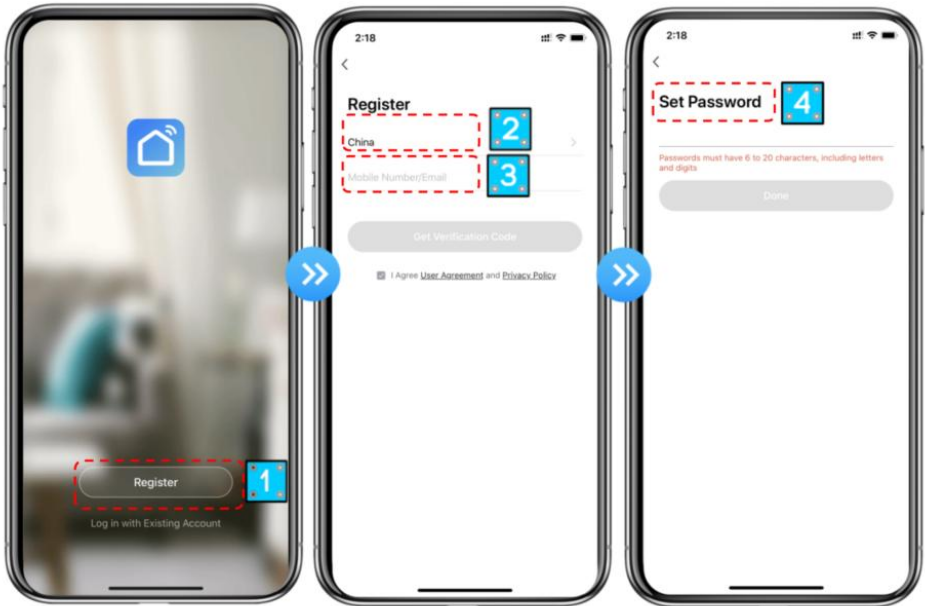 Register
Log in with Existing Account
1
2:18
Register
China
2
Mobile Number/Email
3
Get Verification Code
I Agree User Agreement and Privacy Policy
2:18
Set Password
4
Passwords must have 6 to 20 characters, including letters
and digits
Done